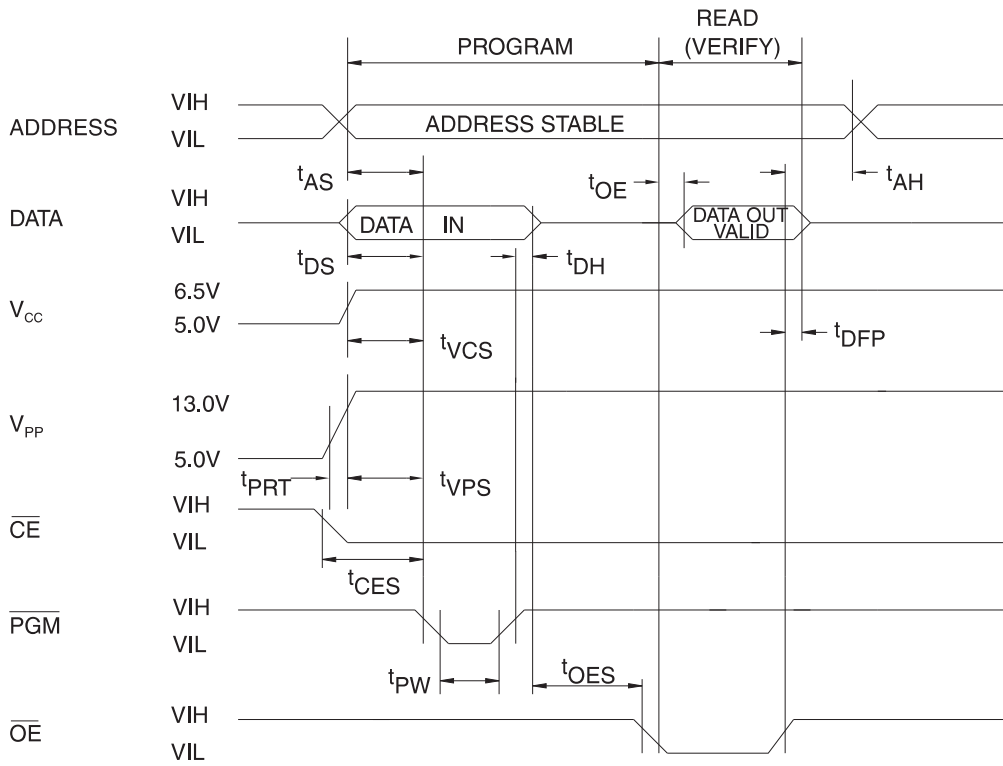 READ
PROGRAM (VERIFY)
ADDRESS VIH
VIL ADDRESS STABLE
tAS tOE tAH
DATA VIH
VIL DATA IN DATA OUT
VALID
tDS tDH
VCC 6.5V
5.0V
tVCS tDFP
VPP 13.0V
5.0V
tPRT tVPS
CE VIH
VIL
tCES
PGM VIH
VIL
tPW tOES
OE VIH
VIL